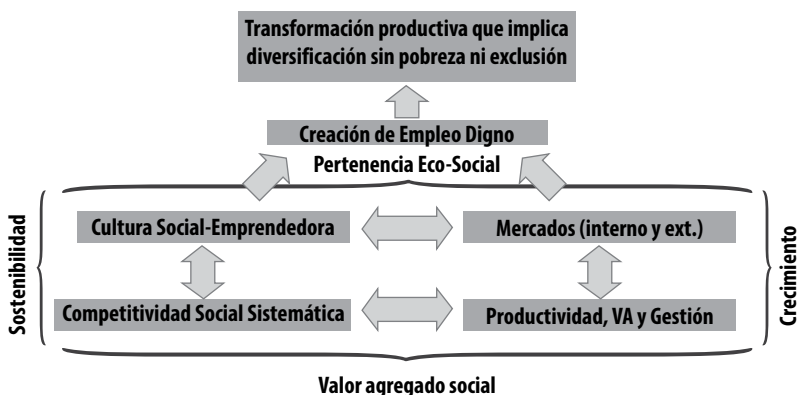 Transformación productiva que implica
diversificación sin pobreza ni exclusión
Creación de Empleo Digno
Pertenencia Eco-Social
Sostenibilidad
Cultura Social-Emprendedora
Mercados (interno y ext.)
Crecimiento
Competitividad Social Sistemática
Productividad, VA y Gestión
Valor agregado social